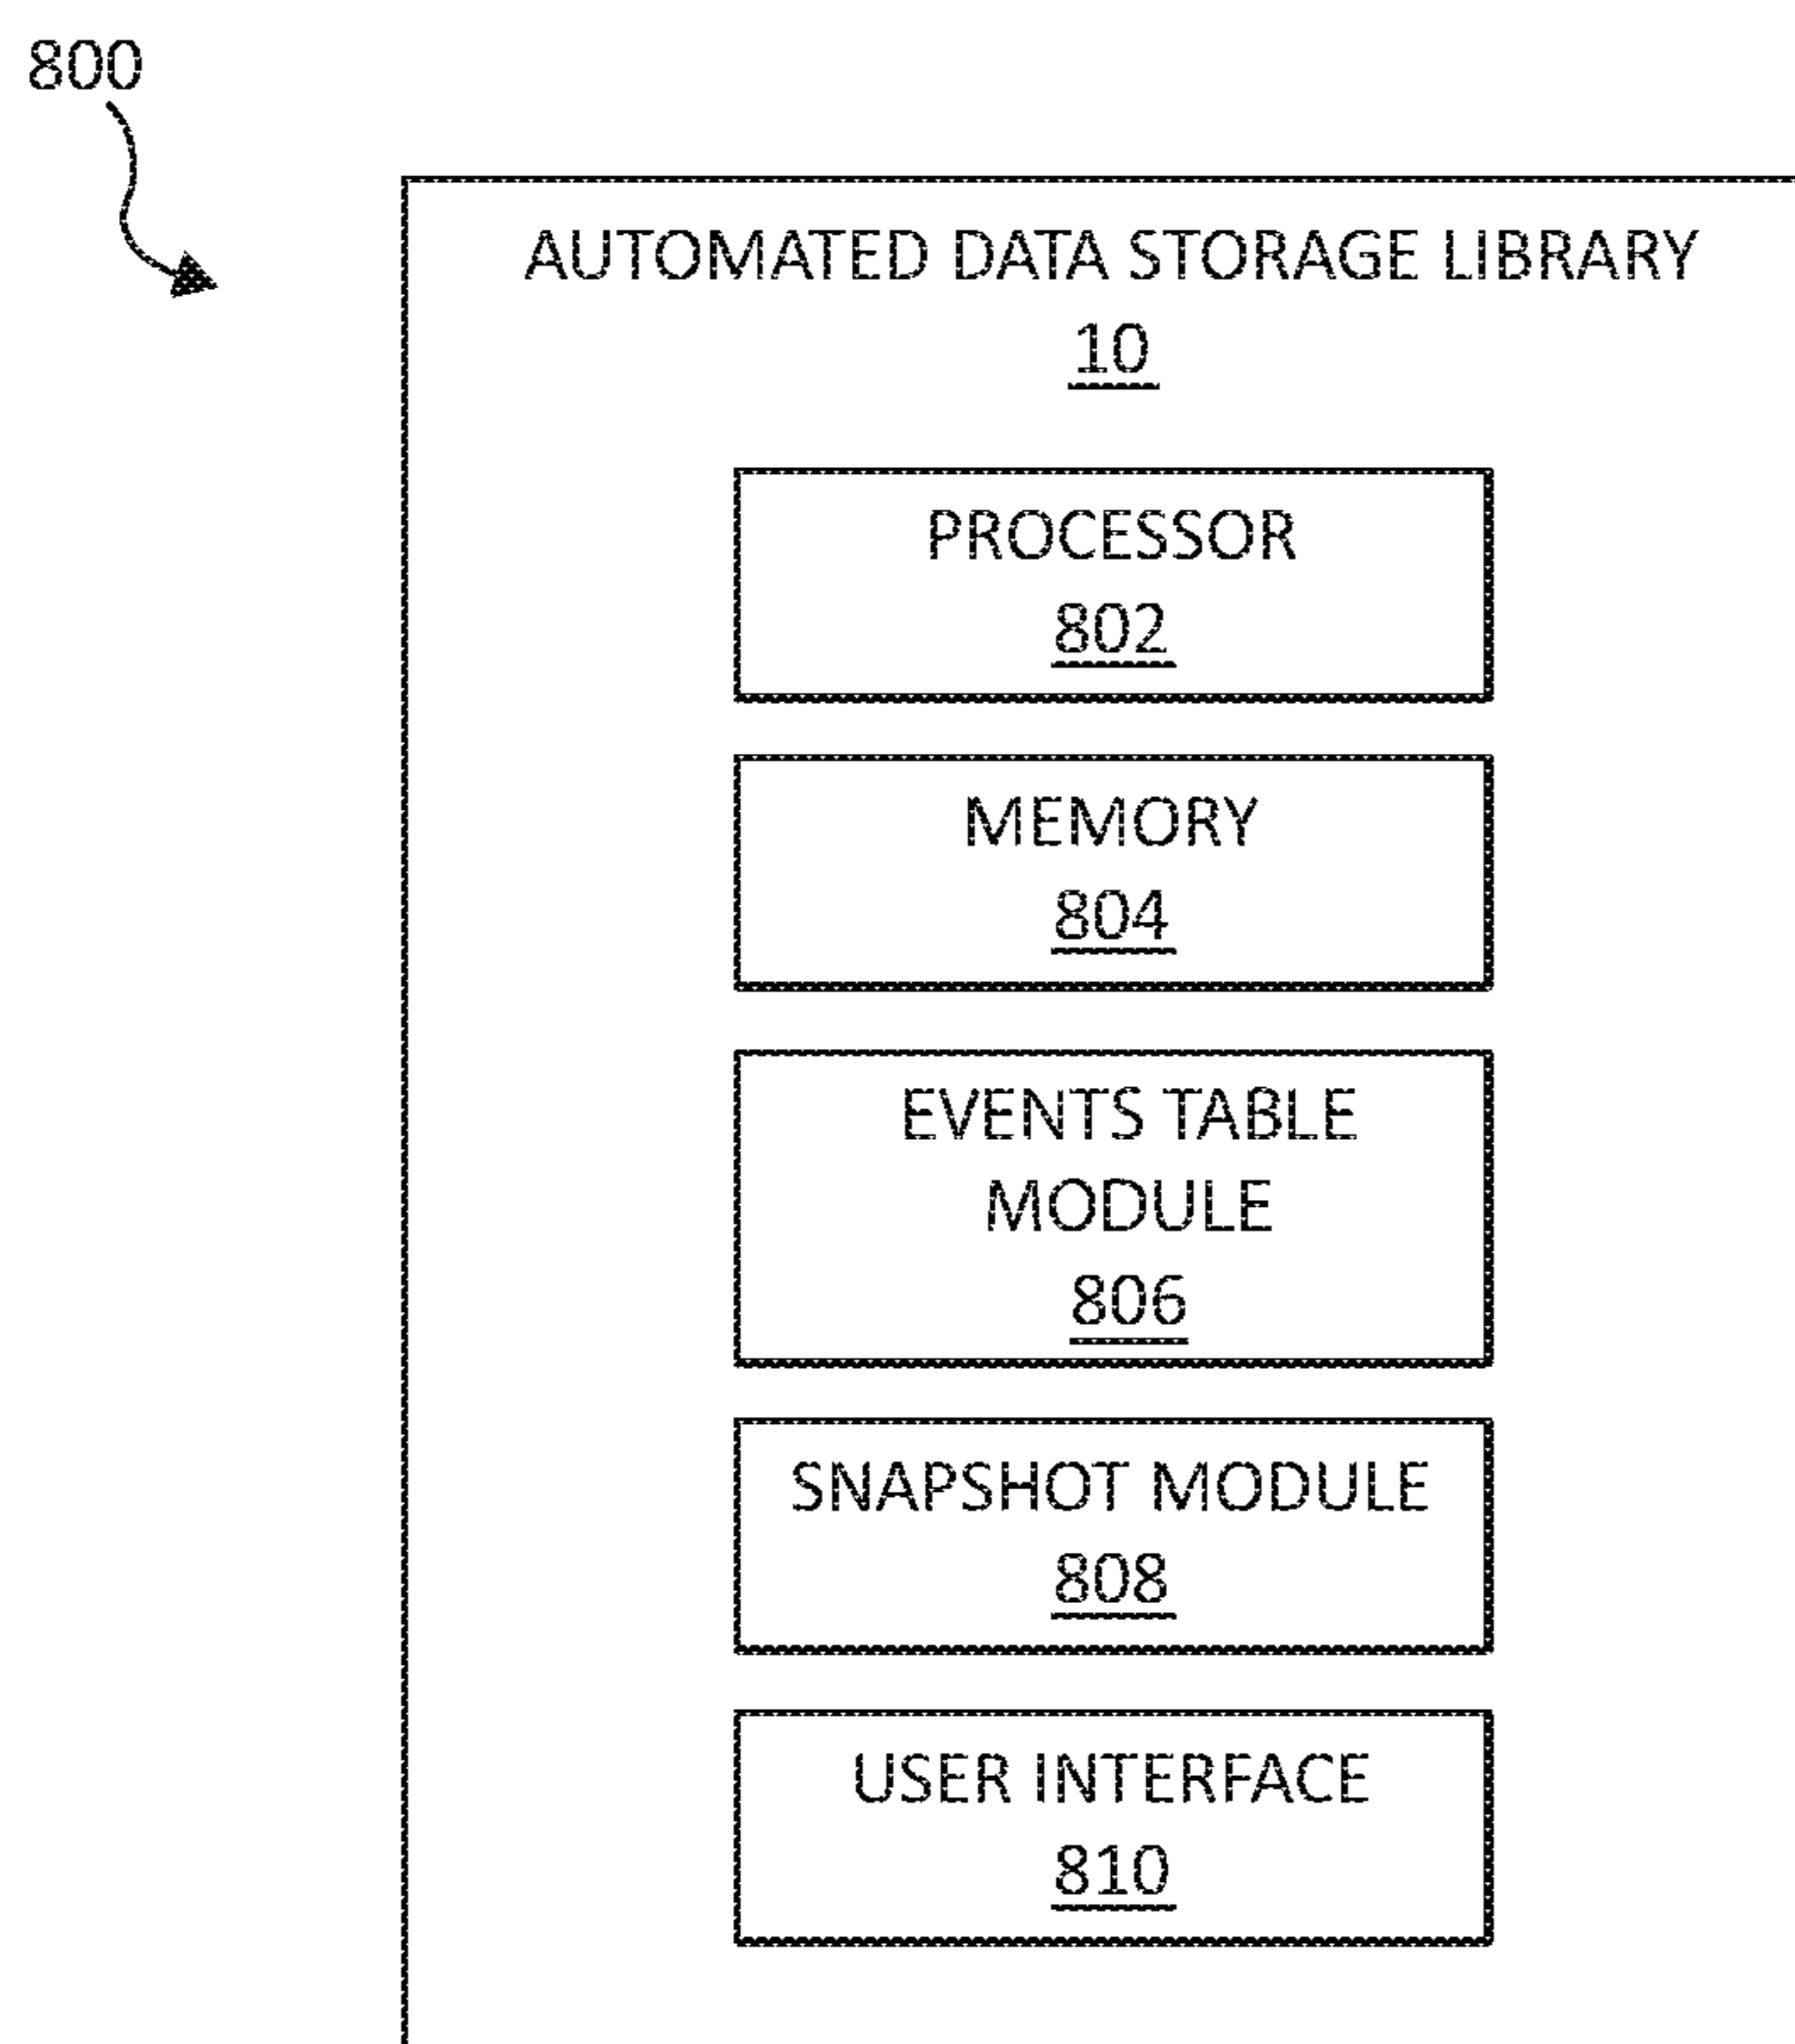 800
AUTOMATED DATA STORAGE LIBRARY
10
PROCESSOR
802
MEMORY
804
EVENTS TABLE
MODULE
806
SNAPSHOT MODULE
808
USER INTERFACE
810